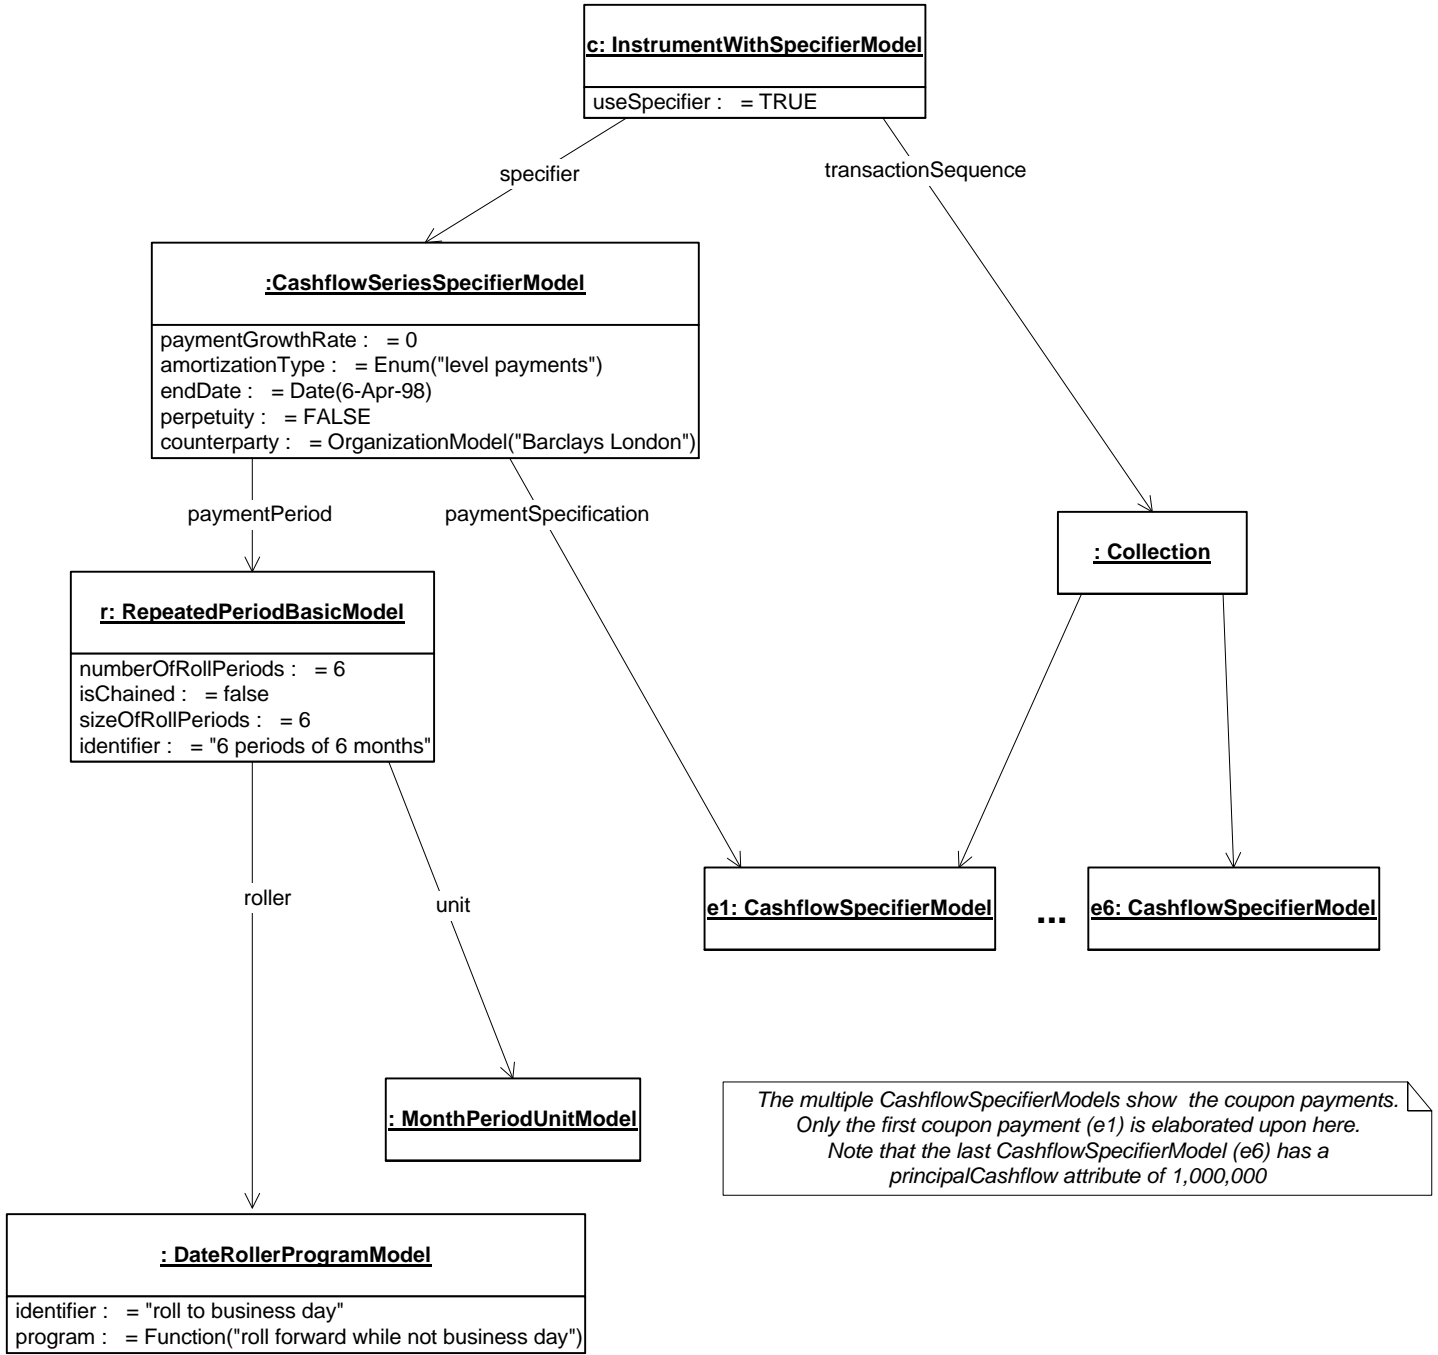 c: InstrumentWithSpecifierModel
useSpecifier :   = TRUE
specifier
transactionSequence
:CashflowSeriesSpecifierModel
paymentGrowthRate :   = 0
amortizationType :   = Enum("level payments")
endDate :   = Date(6-Apr-98)
perpetuity :   = FALSE
counterparty :   = OrganizationModel("Barclays London")
paymentPeriod
paymentSpecification
: Collection
r: RepeatedPeriodBasicModel
numberOfRollPeriods :   = 6
isChained :   = false
sizeOfRollPeriods :   = 6
identifier :   = "6 periods of 6 months"
roller
unit
e1: CashflowSpecifierModel
...
e6: CashflowSpecifierModel
: MonthPeriodUnitModel
The multiple CashflowSpecifierModels show  the coupon payments.
Only the first coupon payment (e1) is elaborated upon here.
Note that the last CashflowSpecifierModel (e6) has a
principalCashflow attribute of 1,000,000
: DateRollerProgramModel
identifier :   = "roll to business day"
program :   = Function("roll forward while not business day")